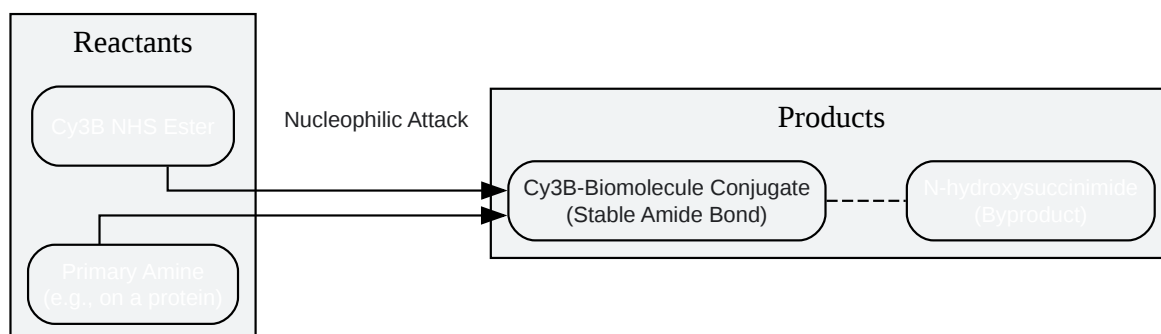 Reactants
Cy3B NHS Ester
Primary Amine
(e.g., on a protein)
Nucleophilic Attack
Products
Cy3B-Biomolecule Conjugate
(Stable Amide Bond)
N-hydroxysuccinimide
(Byproduct)